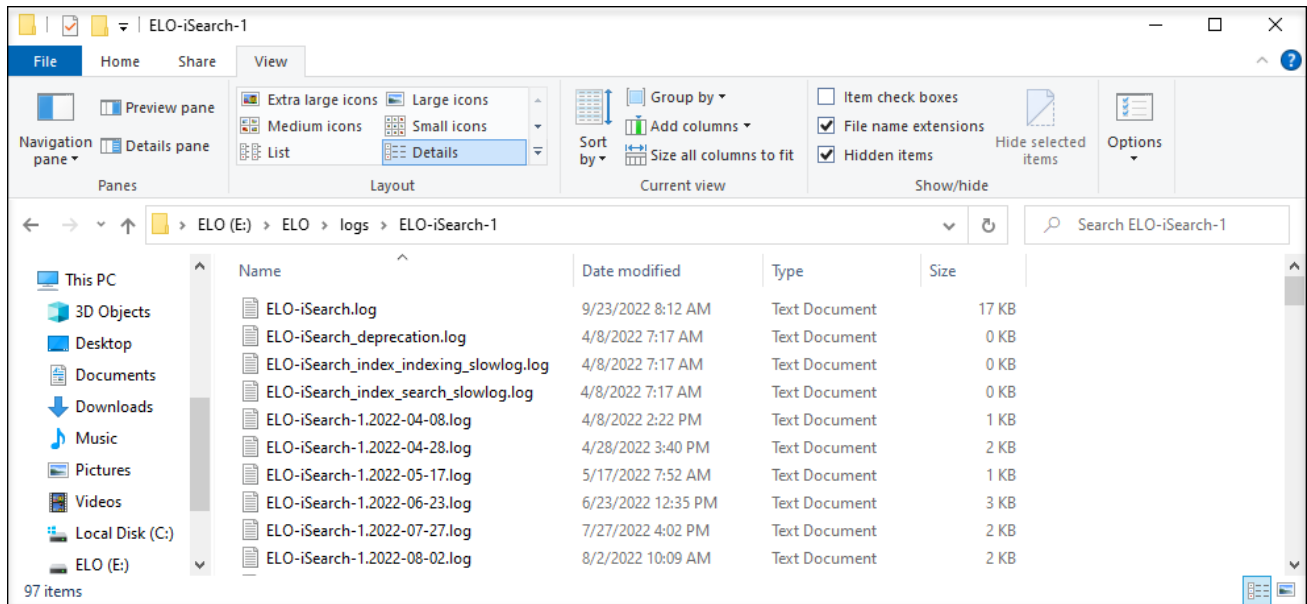 ELO-iSearch-1
File Home Share View
Navigation pane
Preview pane
Details pane
Panes
Extra large icons Large icons
Medium icons Small icons
List Details
Layout
Sort by
Group by
Add columns
Size all columns to fit
Current view
Item check boxes
File name extensions
Hidden items
Hide selected items
Show/hide
Options
ELO (E:) > ELO > logs > ELO-iSearch-1
Search ELO-iSearch-1
This PC
3D Objects
Desktop
Documents
Downloads
Music
Pictures
Videos
Local Disk (C:)
ELO (E:)
Name Date modified Type Size
ELO-iSearch.log 9/23/2022 8:12 AM Text Document 17 KB
ELO-iSearch_deprecation.log 4/8/2022 7:17 AM Text Document 0 KB
ELO-iSearch_index_indexing_slowlog.log 4/8/2022 7:17 AM Text Document 0 KB
ELO-iSearch_index_search_slowlog.log 4/8/2022 7:17 AM Text Document 0 KB
ELO-iSearch-1.2022-04-08.log 4/8/2022 2:22 PM Text Document 1 KB
ELO-iSearch-1.2022-04-28.log 4/28/2022 3:40 PM Text Document 2 KB
ELO-iSearch-1.2022-05-17.log 5/17/2022 7:52 AM Text Document 1 KB
ELO-iSearch-1.2022-06-23.log 6/23/2022 12:35 PM Text Document 3 KB
ELO-iSearch-1.2022-07-27.log 7/27/2022 4:02 PM Text Document 2 KB
ELO-iSearch-1.2022-08-02.log 8/2/2022 10:09 AM Text Document 2 KB
97 items